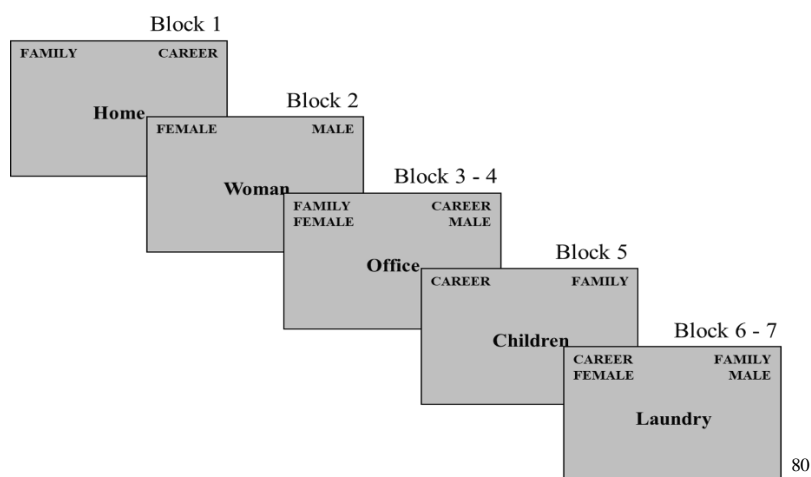 Block 1
FAMILY CAREER
Home
Block 2
FEMALE MALE
Woman
Block 3 - 4
FAMILY CAREER
FEMALE MALE
Office
Block 5
CAREER FAMILY
Children
Block 6 - 7
CAREER FAMILY
FEMALE MALE
Laundry
80